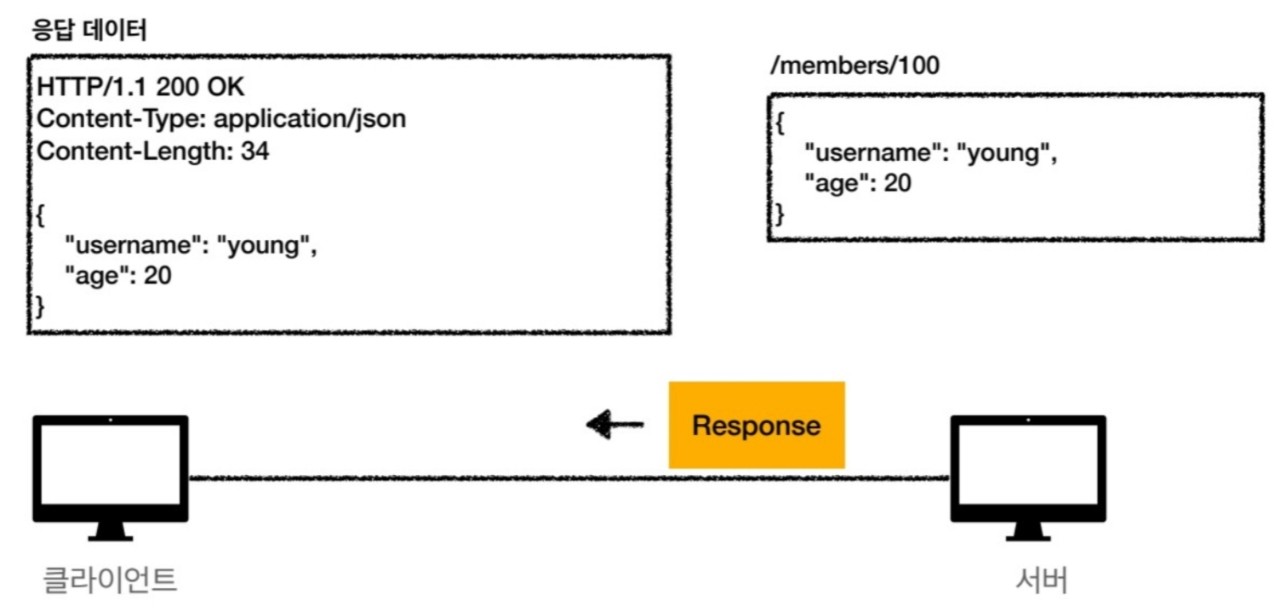 응답 데이터
HTTP/1.1 200 OK
Content-Type: application/json
Content-Length: 34
{
"username": "young",
"age": 20
}
/members/100
{
"username": "young",
"age": 20
}
Response
클라이언트
서버